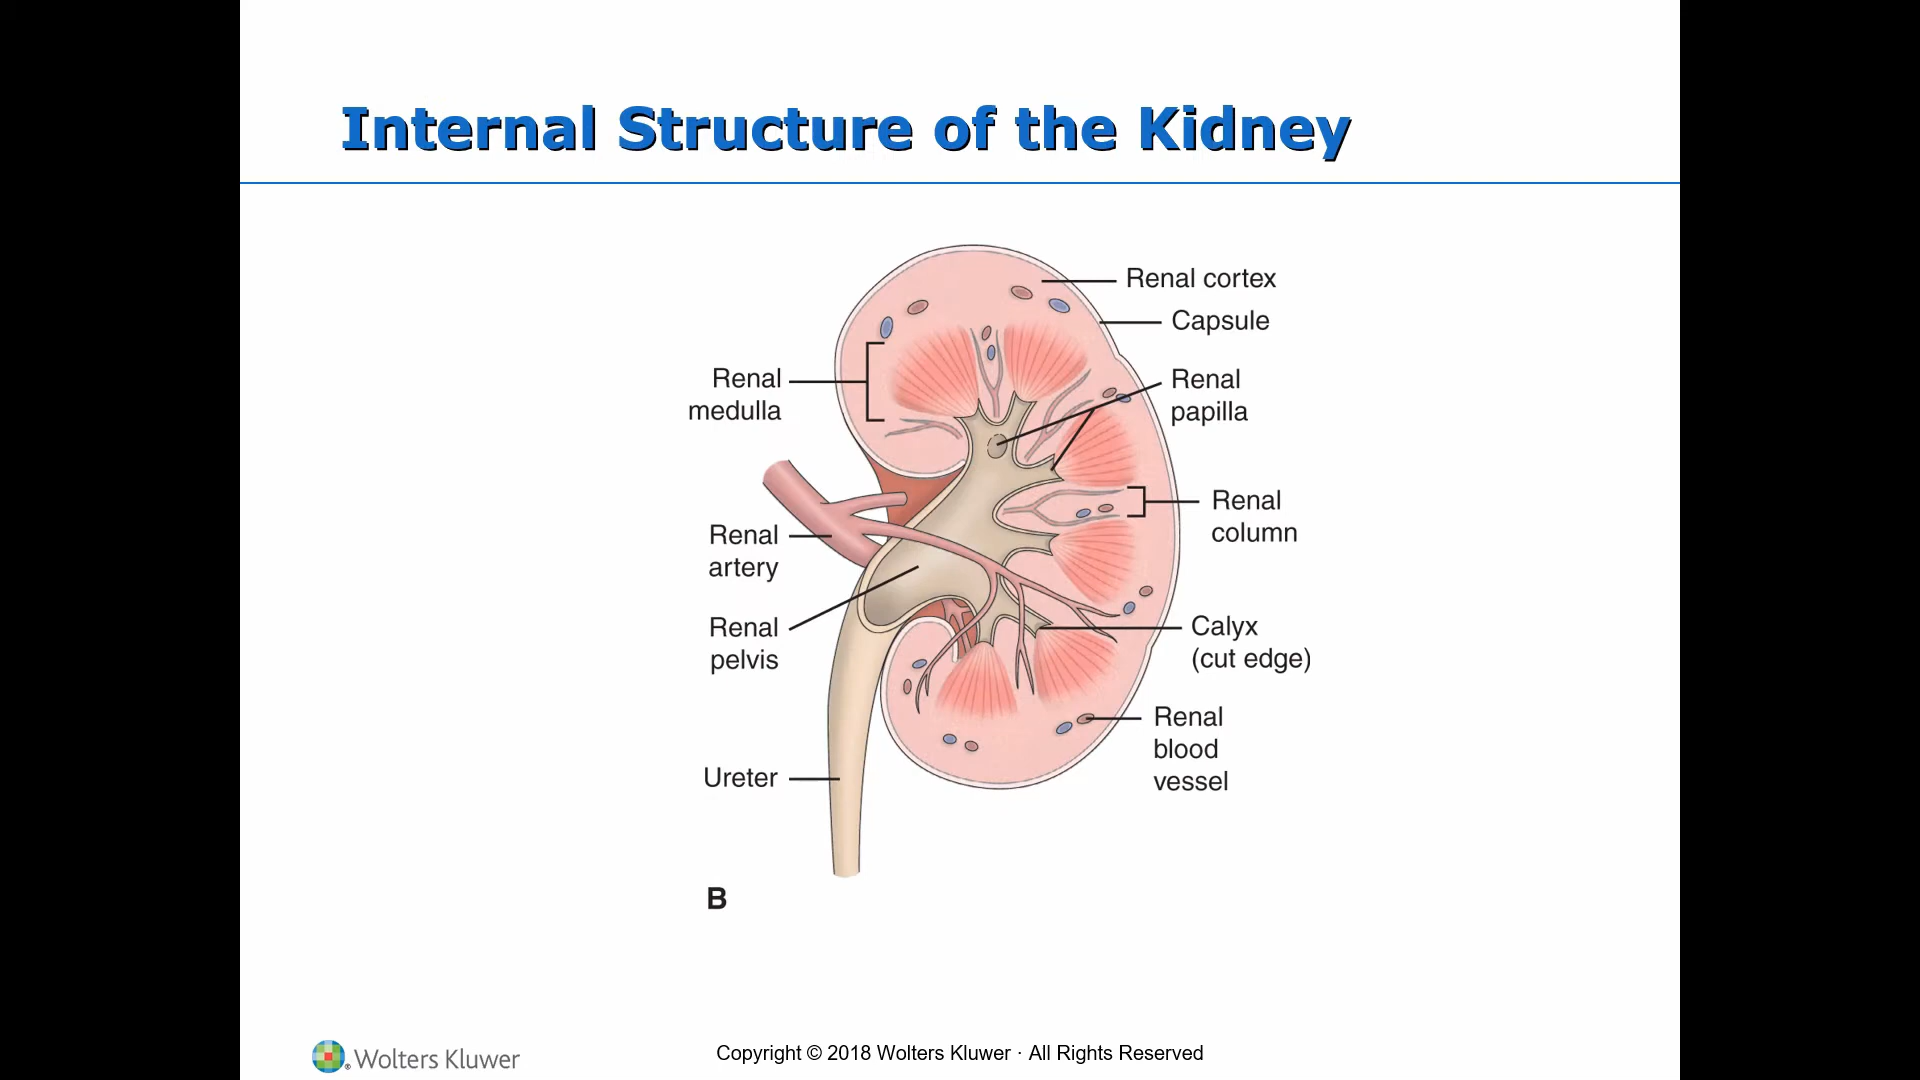 Internal Structure of the Kidney
Renal cortex
Capsule
Renal
medulla
Renal
papilla
Renal
column
Renal
artery
Renal
pelvis
Calyx
(cut edge)
Renal
blood
vessel
Ureter
B
Wolters Kluwer
Copyright © 2018 Wolters Kluwer · All Rights Reserved